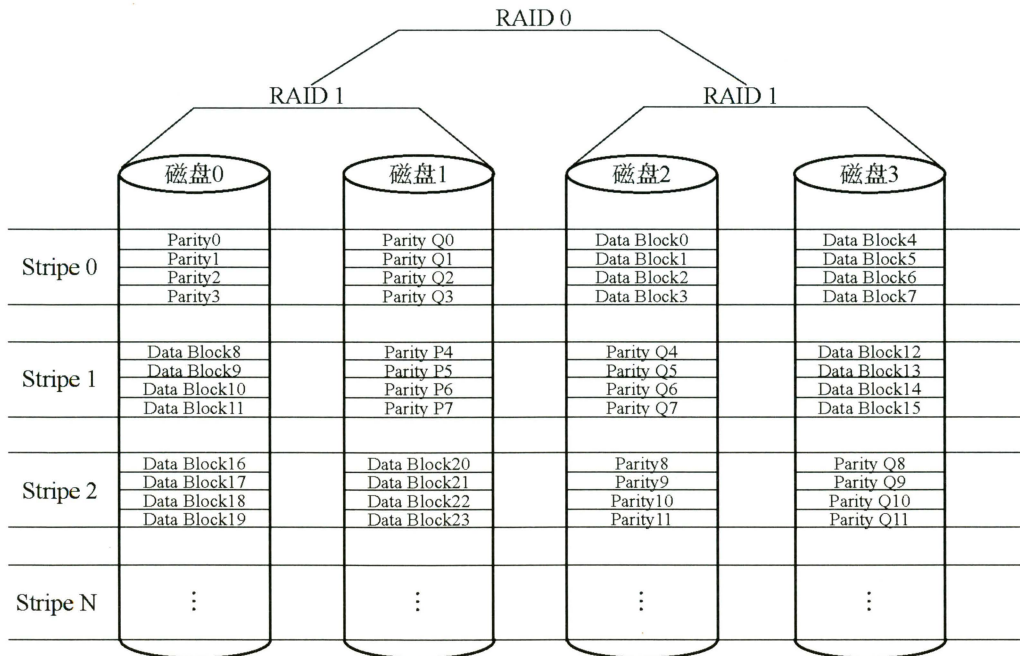 RAID 0
RAID 1 RAID 1
磁盘0 磁盘1 磁盘2 磁盘3
Stripe 0
Parity0 Parity Q0 Data Block0 Data Block4
Parity1 Parity Q1 Data Block1 Data Block5
Parity2 Parity Q2 Data Block2 Data Block6
Parity3 Parity Q3 Data Block3 Data Block7
Stripe 1
Data Block8 Parity P4 Parity Q4 Data Block12
Data Block9 Parity P5 Parity Q5 Data Block13
Data Block10 Parity P6 Parity Q6 Data Block14
Data Block11 Parity P7 Parity Q7 Data Block15
Stripe 2
Data Block16 Data Block20 Parity8 Parity Q8
Data Block17 Data Block21 Parity9 Parity Q9
Data Block18 Data Block22 Parity10 Parity Q10
Data Block19 Data Block23 Parity11 Parity Q11
Stripe N ⋮ ⋮ ⋮ ⋮